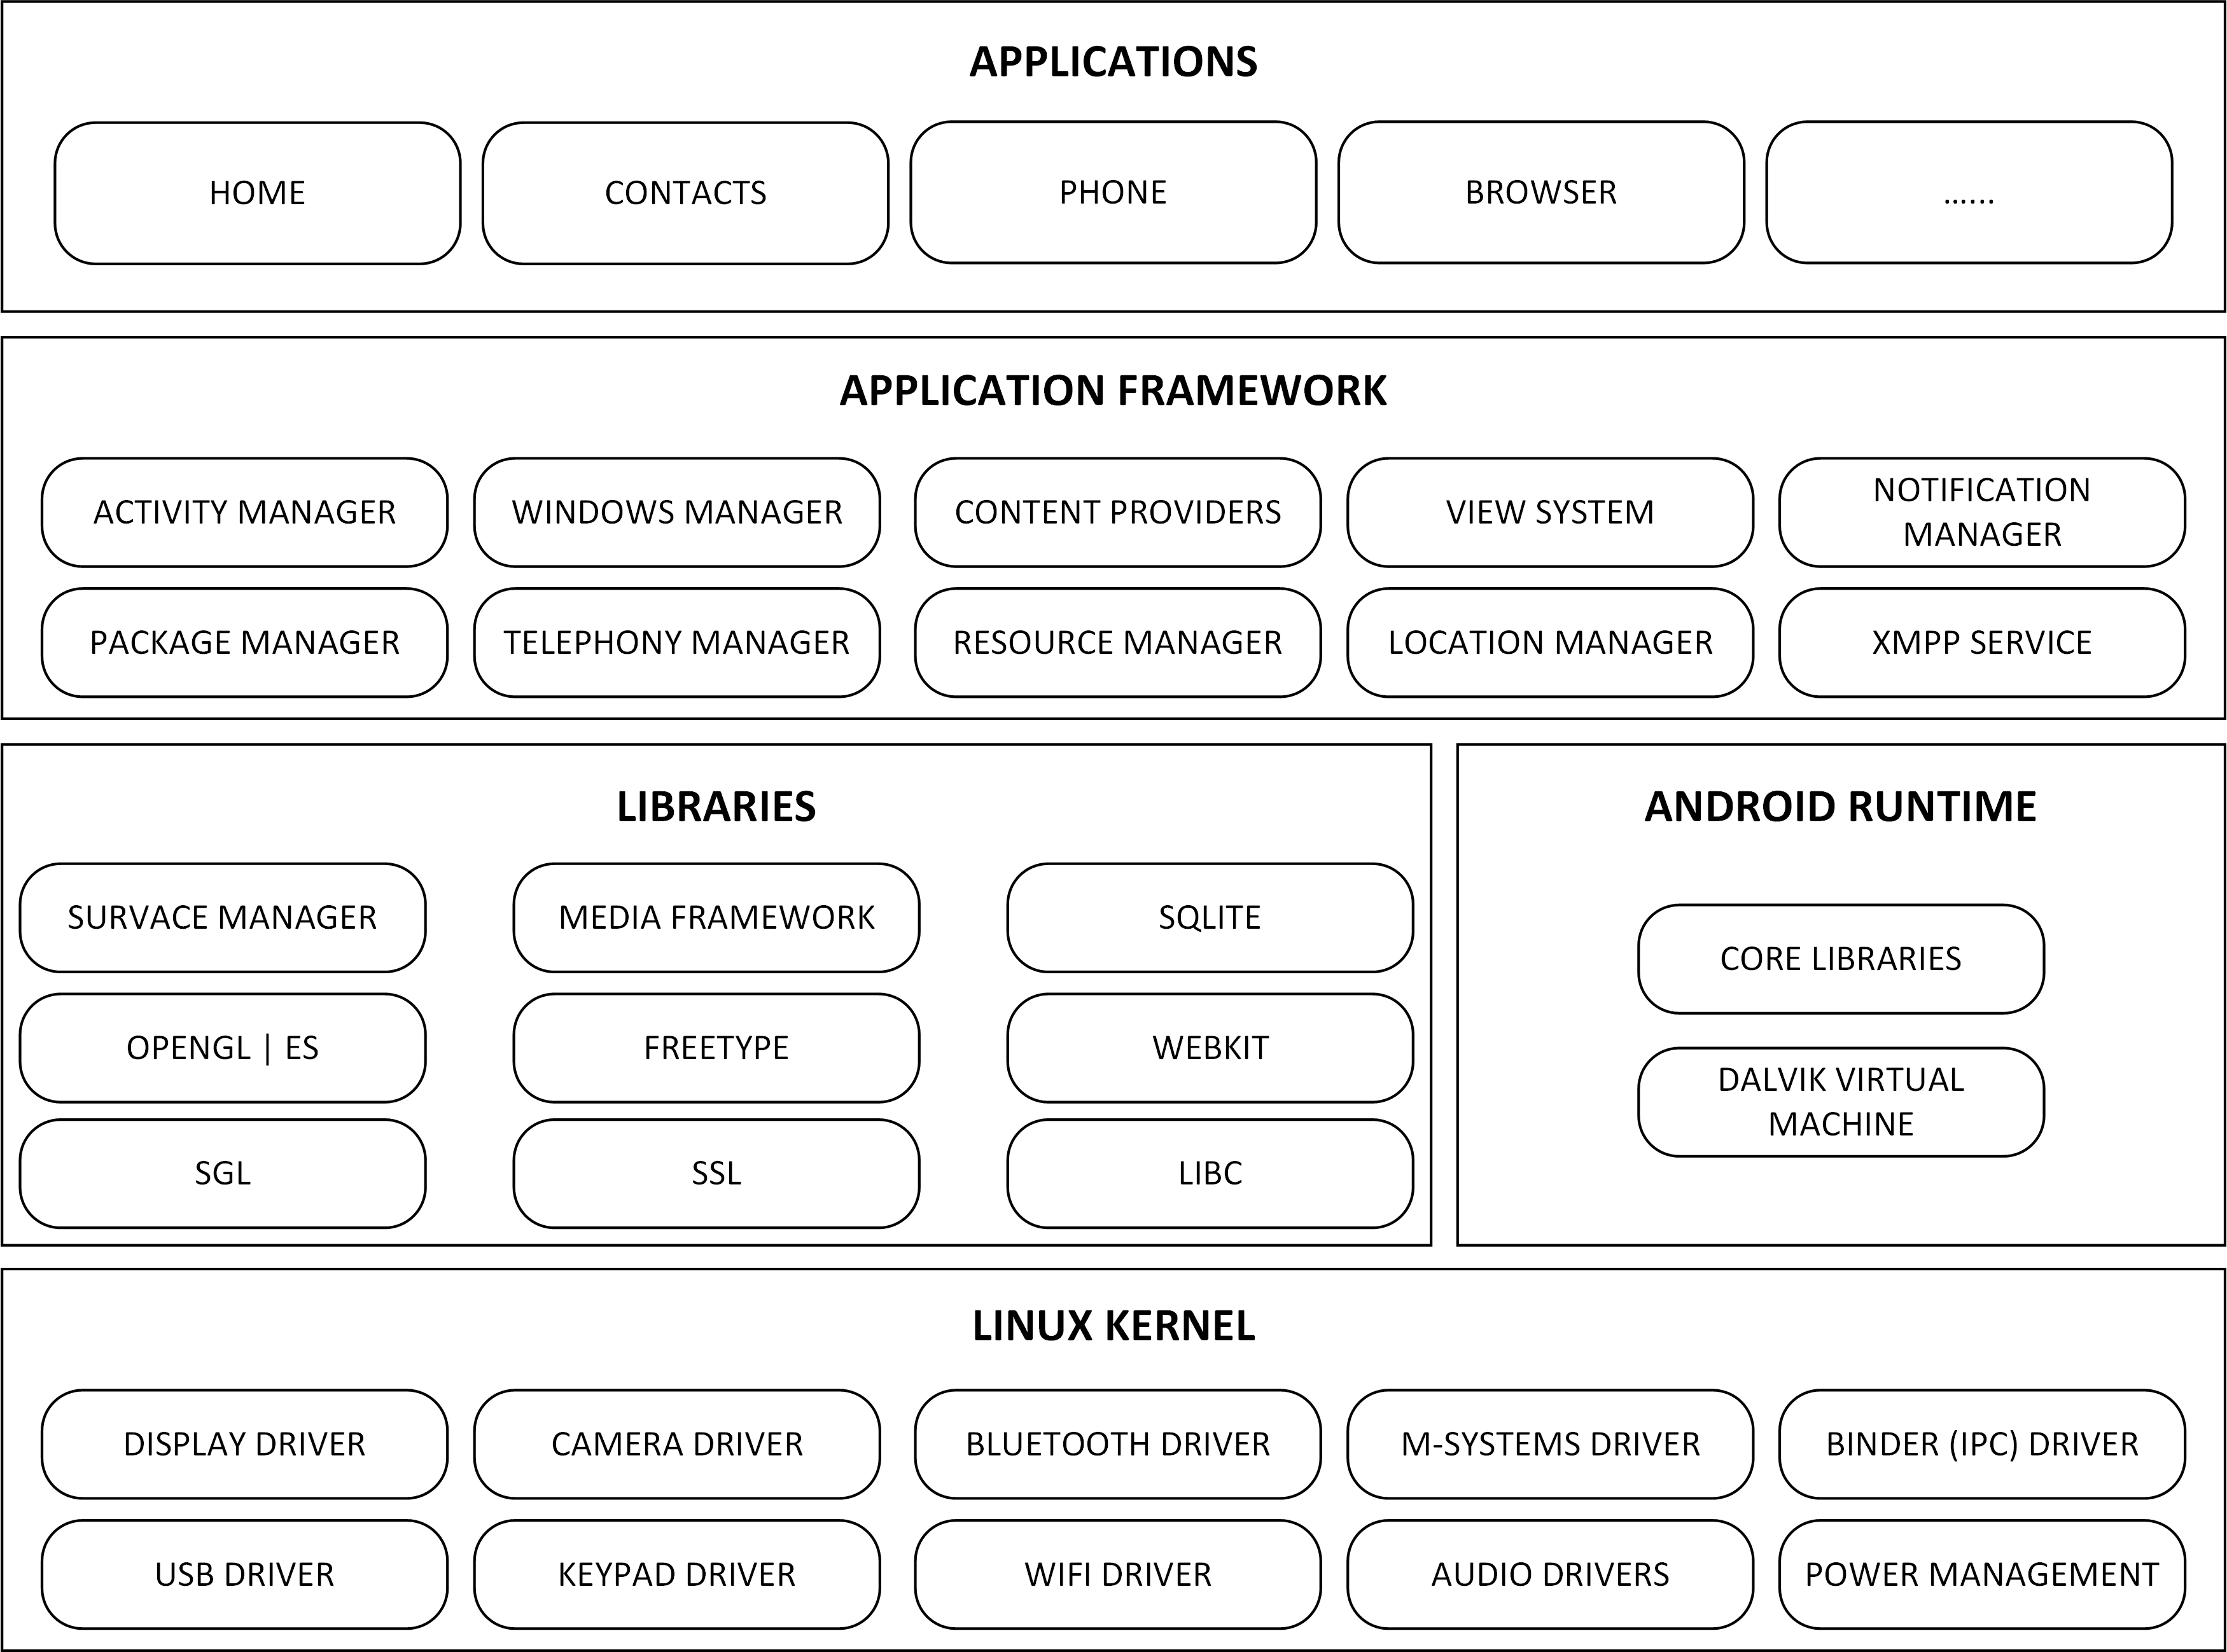 APPLICATIONS
HOME
CONTACTS
PHONE
BROWSER
......
APPLICATION FRAMEWORK
ACTIVITY MANAGER
WINDOWS MANAGER
CONTENT PROVIDERS
VIEW SYSTEM
NOTIFICATION
MANAGER
PACKAGE MANAGER
TELEPHONY MANAGER
RESOURCE MANAGER
LOCATION MANAGER
XMPP SERVICE
LIBRARIES
SURVACE MANAGER
MEDIA FRAMEWORK
SQLITE
OPENGL | ES
FREETYPE
WEBKIT
SGL
SSL
LIBC
ANDROID RUNTIME
CORE LIBRARIES
DALVIK VIRTUAL
MACHINE
LINUX KERNEL
DISPLAY DRIVER
CAMERA DRIVER
BLUETOOTH DRIVER
M-SYSTEMS DRIVER
BINDER (IPC) DRIVER
USB DRIVER
KEYPAD DRIVER
WIFI DRIVER
AUDIO DRIVERS
POWER MANAGEMENT